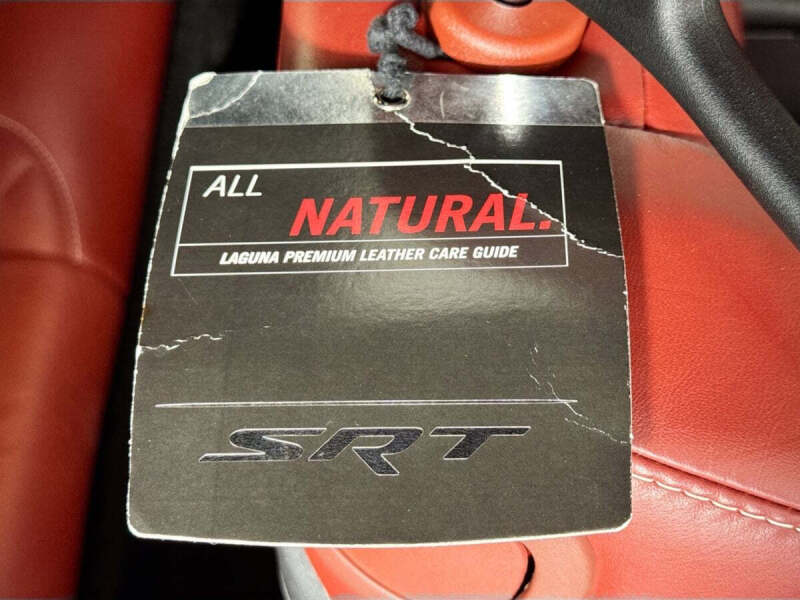 ALL
NATURAL.
LAGUNA PREMIUM LEATHER CARE GUIDE
SRT